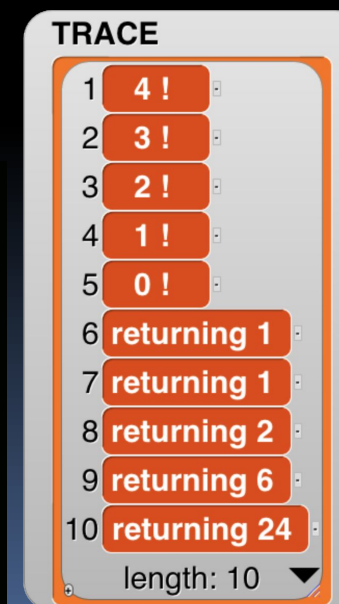 TRACE
1 4 !
2 3 !
3 2 !
4 1 !
5 0 !
6 returning 1
7 returning 1
8 returning 2
9 returning 6
10 returning 24
length: 10